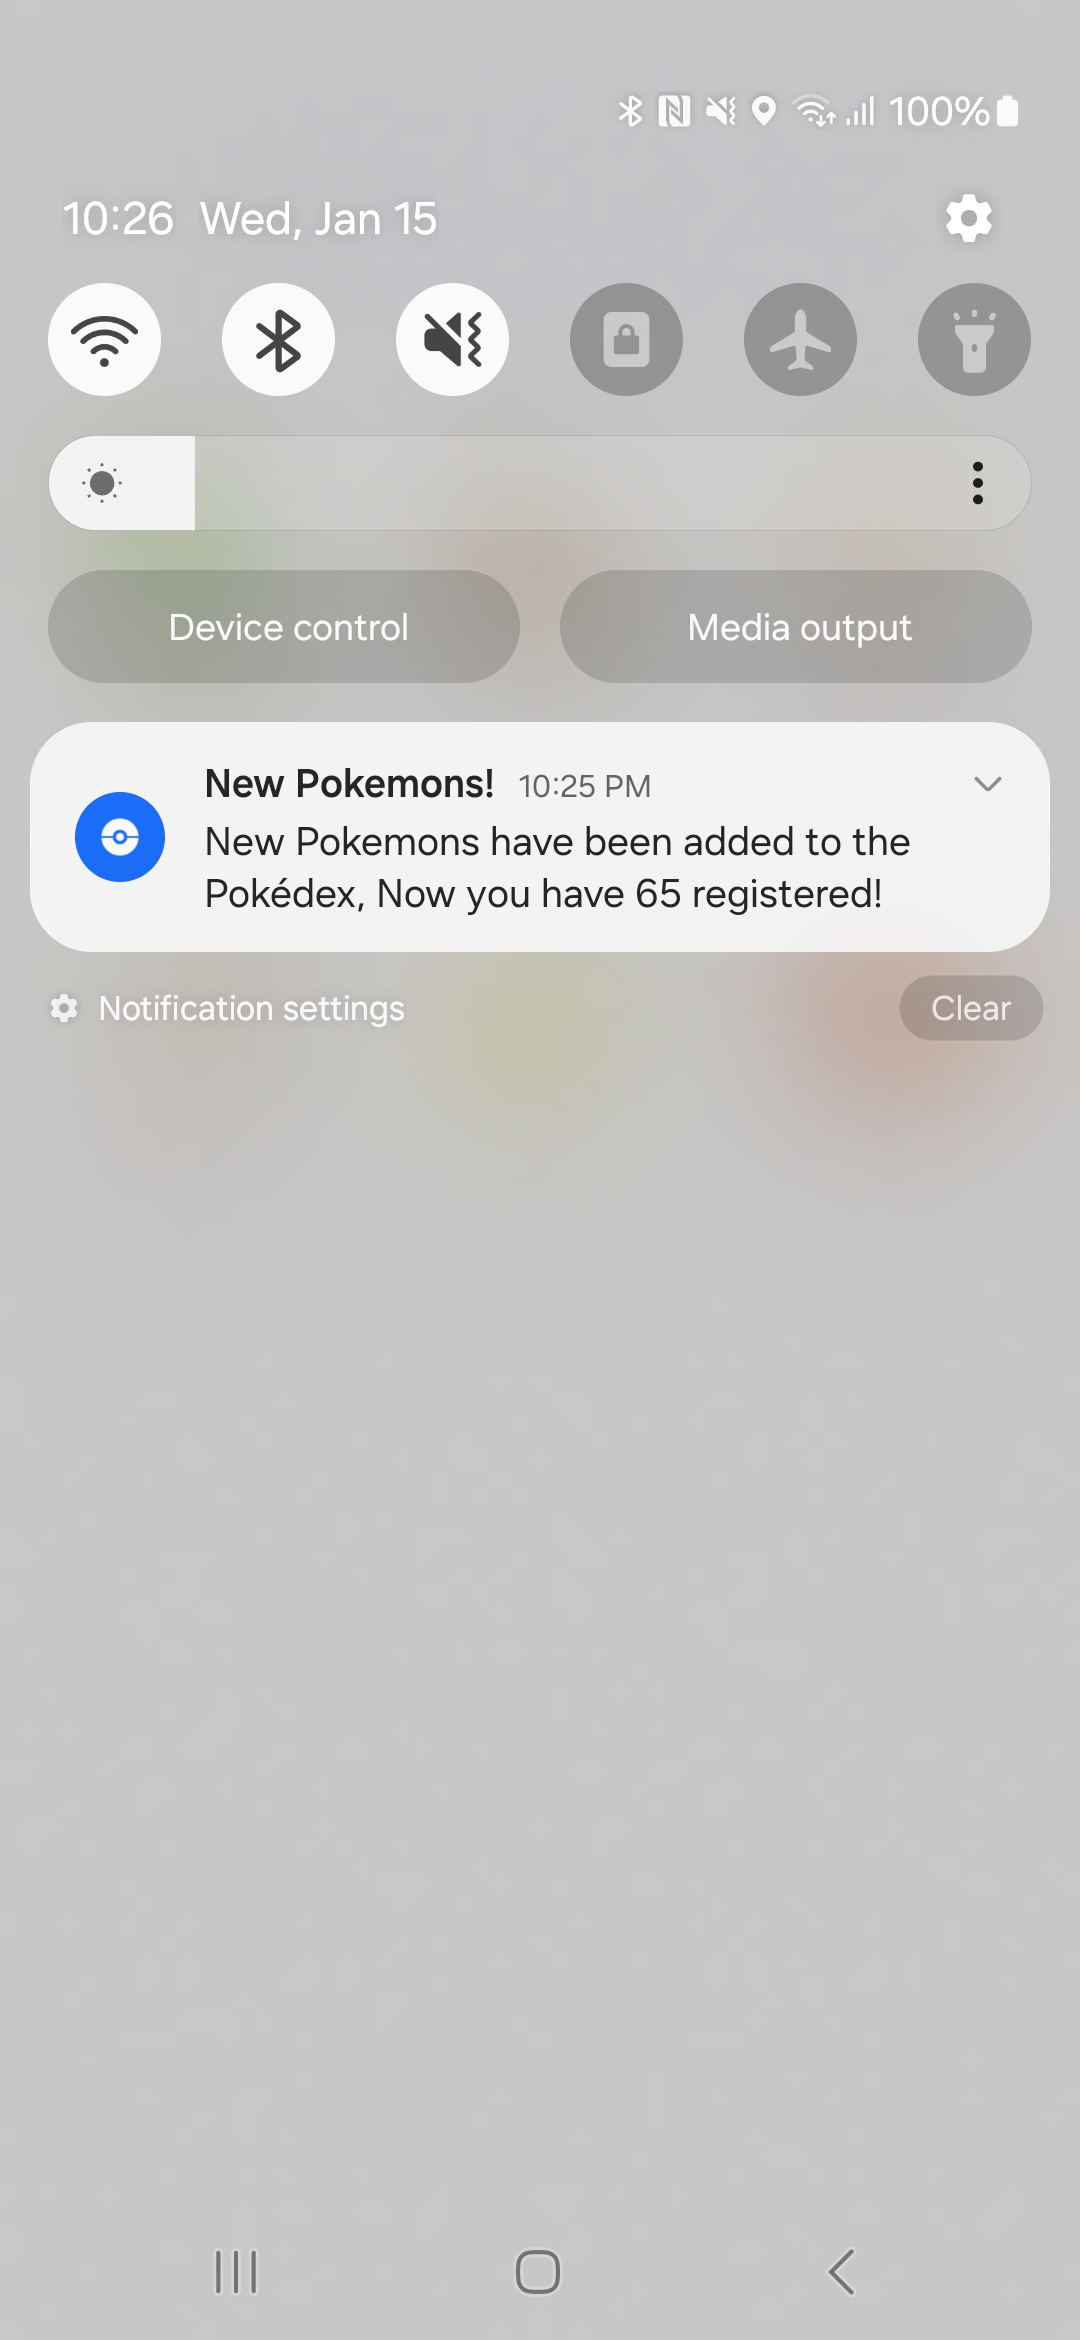 100%
10:26 Wed, Jan 15
Device control
Media output
New Pokemons! 10:25 PM
New Pokemons have been added to the
Pokédex, Now you have 65 registered!
Notification settings
Clear